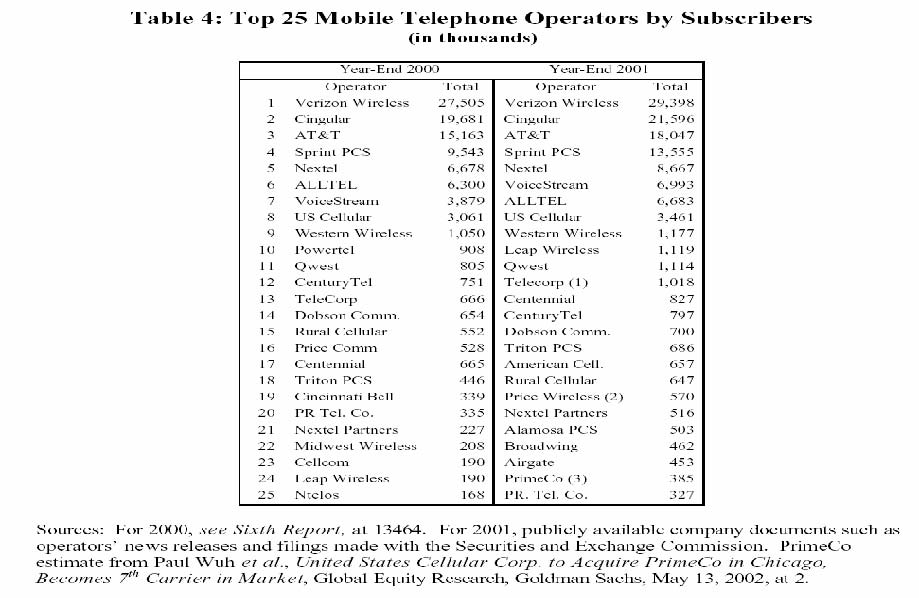 Table 4: Top 25 Mobile Telephone Operators by Subscribers
(in thousands)
Year-End 2000 Year-End 2001
Operator Total Operator Total
1 Verizon Wireless 27,505 Verizon Wireless 29,398
2 Cingular 19,681 Cingular 21,596
3 AT&T 15,163 AT&T 18,047
4 Sprint PCS 9,543 Sprint PCS 13,555
5 Nextel 6,678 Nextel 8,667
6 ALLTEL 6,300 VoiceStream 6,993
7 VoiceStream 3,879 ALLTEL 6,683
8 US Cellular 3,061 US Cellular 3,461
9 Western Wireless 1,050 Western Wireless 1,177
10 Powertel 908 Leap Wireless 1,119
11 Qwest 805 Qwest 1,114
12 CenturyTel 751 Telecorp (1) 1,018
13 TeleCorp 666 Centennial 827
14 Dobson Comm. 654 CenturyTel 797
15 Rural Cellular 552 Dobson Comm. 700
16 Price Comm 528 Triton PCS 686
17 Centennial 665 American Cell. 657
18 Triton PCS 446 Rural Cellular 647
19 Cincinnati Bell 339 Price Wireless (2) 570
20 PR Tel. Co. 335 Nextel Partners 516
21 Nextel Partners 227 Alamosa PCS 503
22 Midwest Wireless 208 Broadwing 462
23 Cellcom 190 Airgate 453
24 Leap Wireless 190 PrimeCo (3) 385
25 Ntelos 168 PR. Tel. Co. 327
Sources: For 2000, see Sixth Report, at 13464. For 2001, publicly available company documents such as
operators' news releases and filings made with the Securities and Exchange Commission. PrimeCo
estimate from Paul Wuh et al., United States Cellular Corp. to Acquire PrimeCo in Chicago,
Becomes 7th Carrier in Market, Global Equity Research, Goldman Sachs, May 13, 2002, at 2.